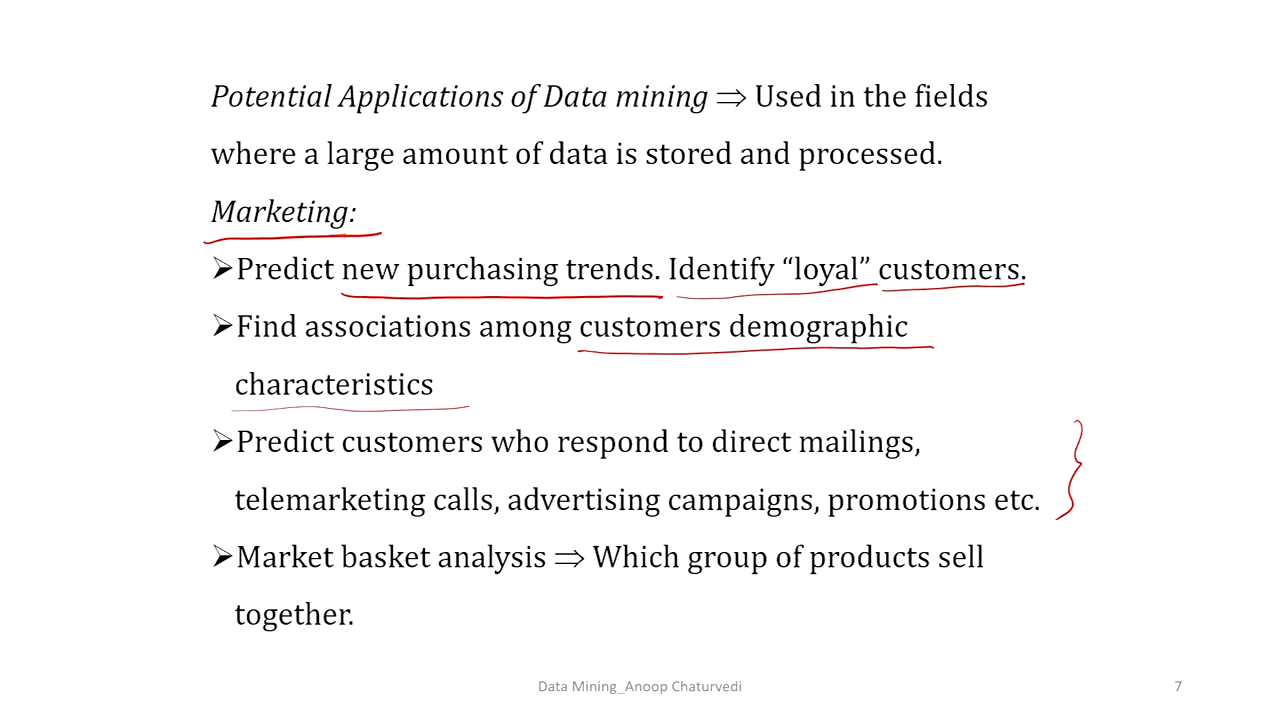 Potential Applications of Data mining ⇒ Used in the fields
where a large amount of data is stored and processed.
Marketing:
➢Predict new purchasing trends. Identify “loyal” customers.
➢Find associations among customers demographic
characteristics
➢Predict customers who respond to direct mailings,
telemarketing calls, advertising campaigns, promotions etc.
➢Market basket analysis ⇒ Which group of products sell
together.
Data Mining_Anoop Chaturvedi
7